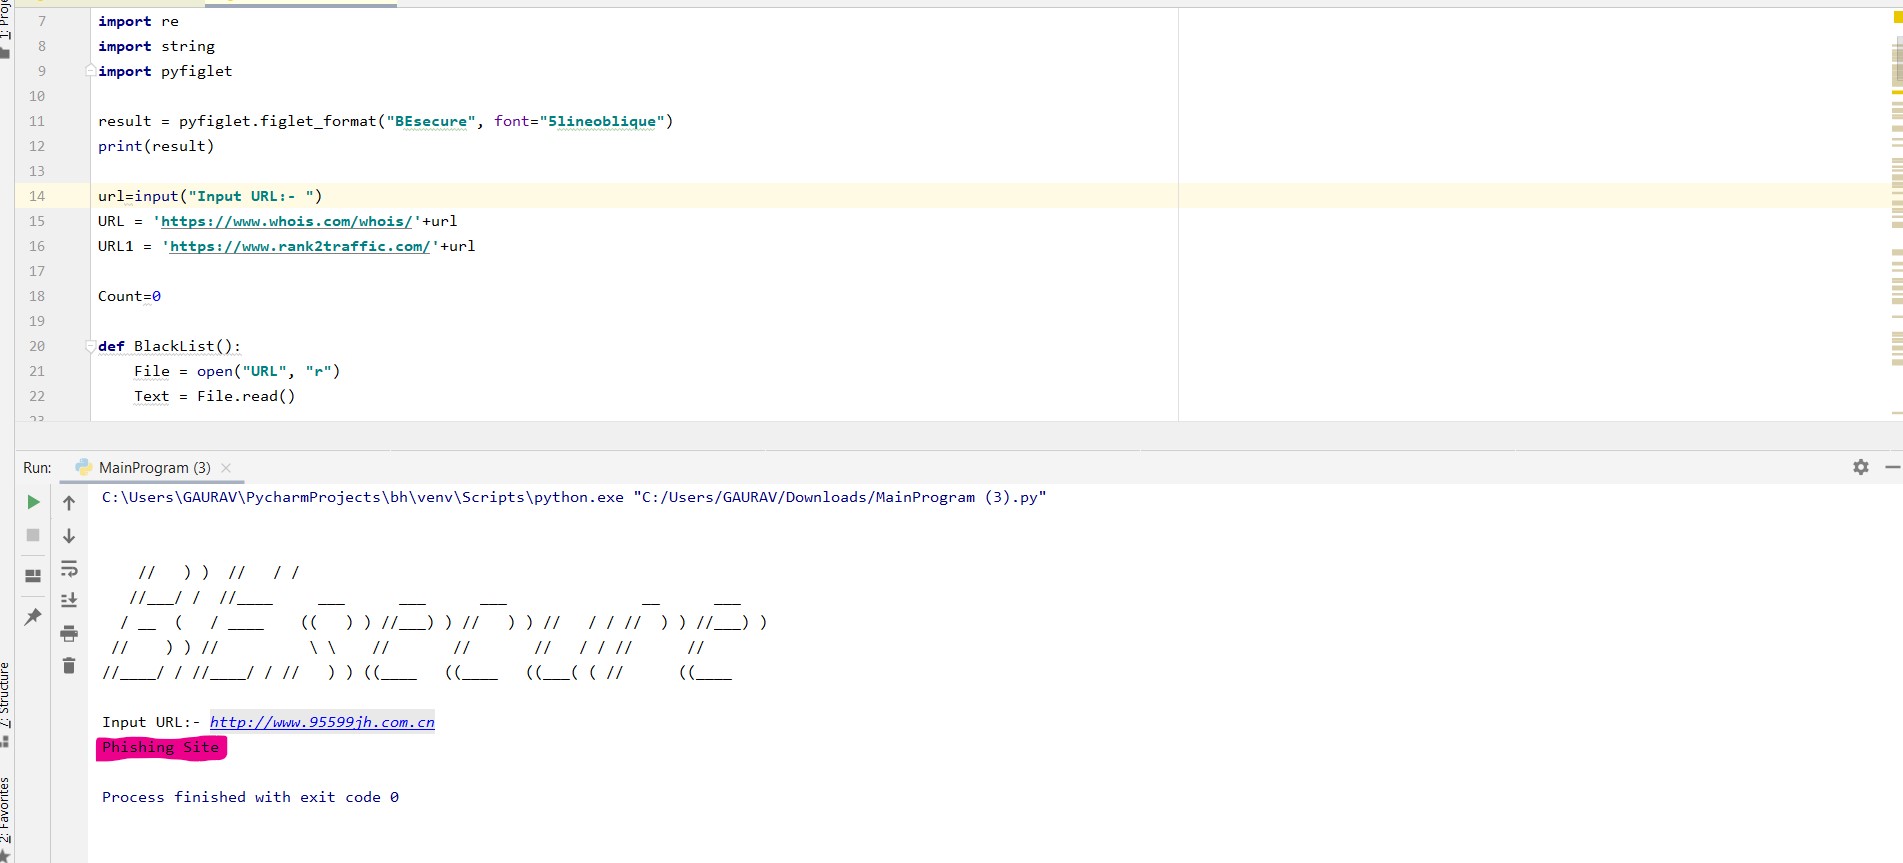 1: Proje
7 import re
8 import string
9 import pyfiglet
10
11 result = pyfiglet.figlet_format("BEsecure", font="5lineoblique")
12 print(result)
13
14 url=input("Input URL:- ")
15 URL = 'https://www.whois.com/whois/'+url
16 URL1 = 'https://www.rank2traffic.com/'+url
17
18 Count=0
19
20 def BlackList():
21     File = open("URL", "r")
22     Text = File.read()
23
Run: MainProgram (3)
C:\Users\GAURAV\PycharmProjects\bh\venv\Scripts\python.exe "C:/Users/GAURAV/Downloads/MainProgram (3).py"
    //   ) )  //   / /
   //___/ /  //____     ___      ___      ___               __      ___
  / __  (   / ____    ((   ) ) //___) ) //   ) ) //   / / //  ) ) //___) )
 //    ) ) //          \ \    //       //       //   / / //      //
//____/ / //____/ / //   ) ) ((____   ((____   ((___( ( //      ((____
Input URL:- http://www.95599jh.com.cn
Phishing Site
Process finished with exit code 0
7: Structure
2: Favorites